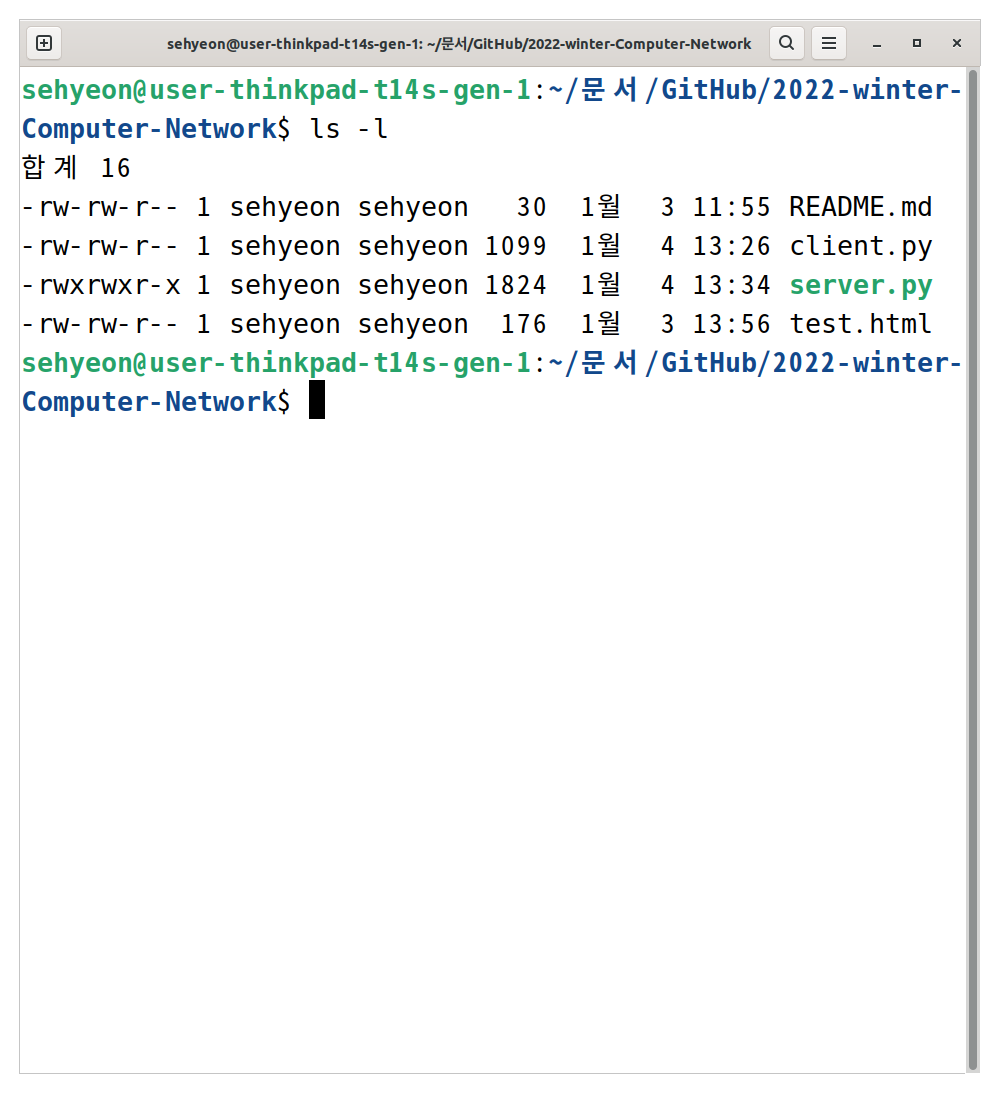 sehyeon@user-thinkpad-t14s-gen-1: ~/문서/GitHub/2022-winter-Computer-Network
sehyeon@user-thinkpad-t14s-gen-1:~/문서/GitHub/2022-winter-
Computer-Network$ ls -l
합계 16
-rw-rw-r-- 1 sehyeon sehyeon   30  1월  3 11:55 README.md
-rw-rw-r-- 1 sehyeon sehyeon 1099  1월  4 13:26 client.py
-rwxrwxr-x 1 sehyeon sehyeon 1824  1월  4 13:34 server.py
-rw-rw-r-- 1 sehyeon sehyeon  176  1월  3 13:56 test.html
sehyeon@user-thinkpad-t14s-gen-1:~/문서/GitHub/2022-winter-
Computer-Network$